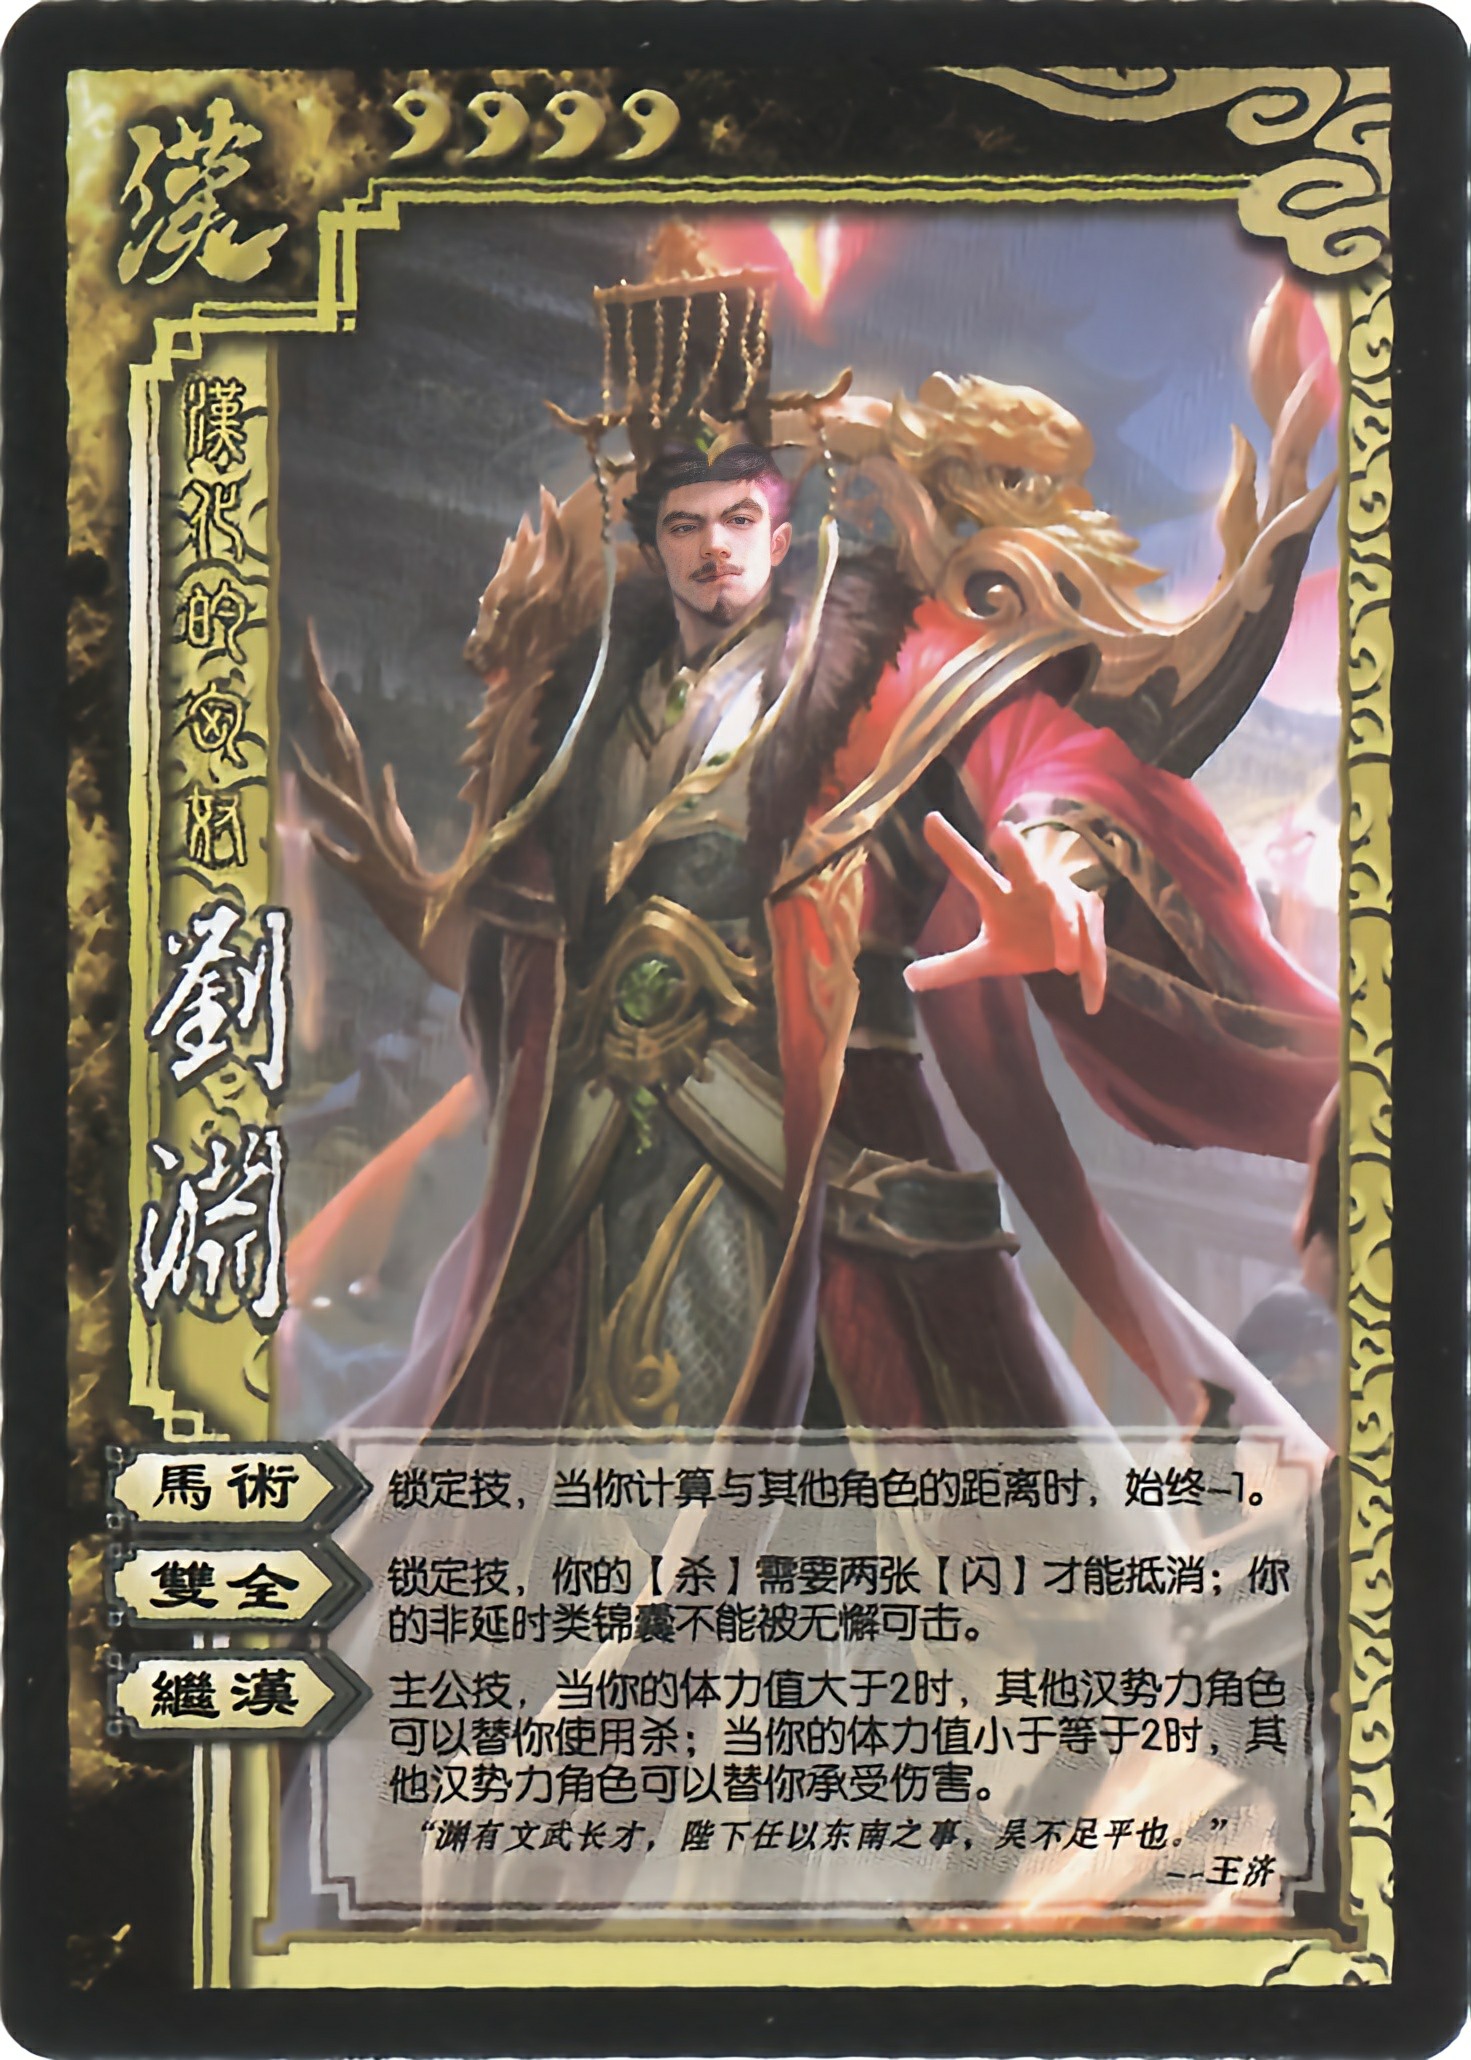 漢
漢化的匈奴
劉淵
馬術
锁定技，当你计算与其他角色的距离时，始终-1。
雙全
锁定技，你的【杀】需要两张【闪】才能抵消；你
的非延时类锦囊不能被无懈可击。
繼漢
主公技，当你的体力值大于2时，其他汉势力角色
可以替你使用杀；当你的体力值小于等于2时，其
他汉势力角色可以替你承受伤害。
“渊有文武长才，陛下任以东南之事，吴不足平也。”
--王济